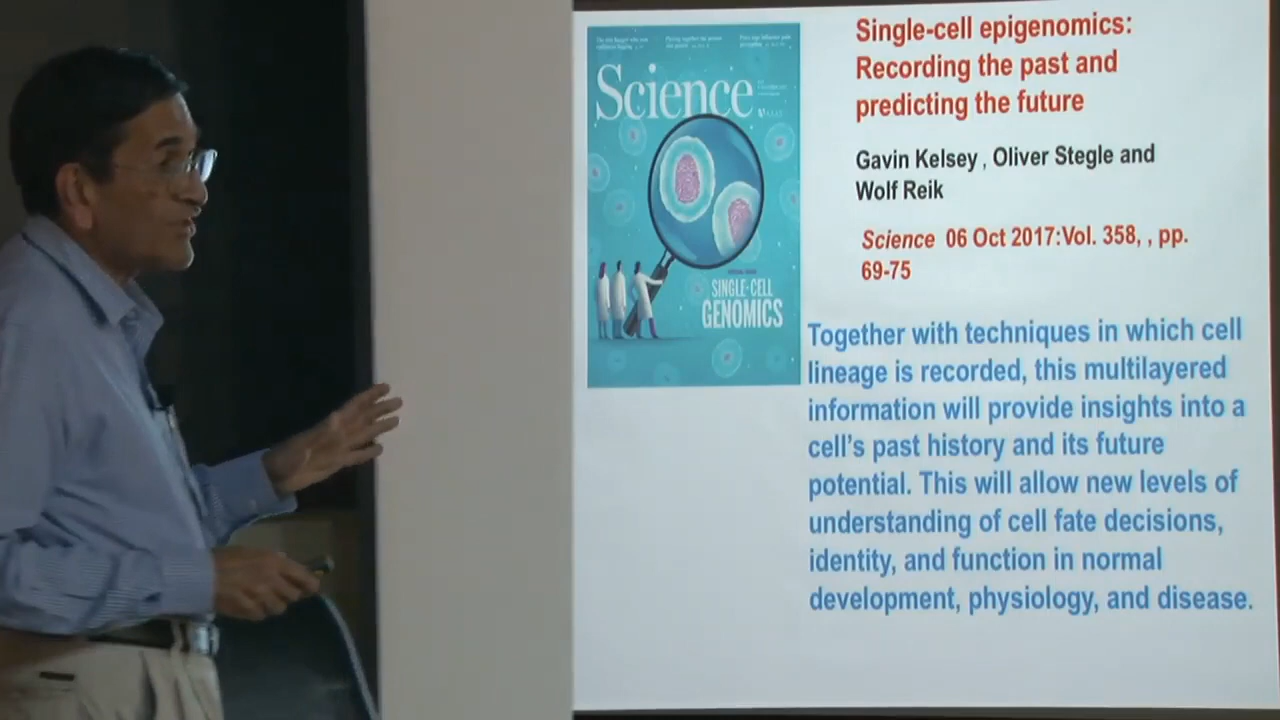 Science
SPECIAL ISSUE
SINGLE-CELL
GENOMICS
Single-cell epigenomics:
Recording the past and
predicting the future
Gavin Kelsey , Oliver Stegle and
Wolf Reik
Science 06 Oct 2017:Vol. 358, , pp.
69-75
Together with techniques in which cell
lineage is recorded, this multilayered
information will provide insights into a
cell’s past history and its future
potential. This will allow new levels of
understanding of cell fate decisions,
identity, and function in normal
development, physiology, and disease.